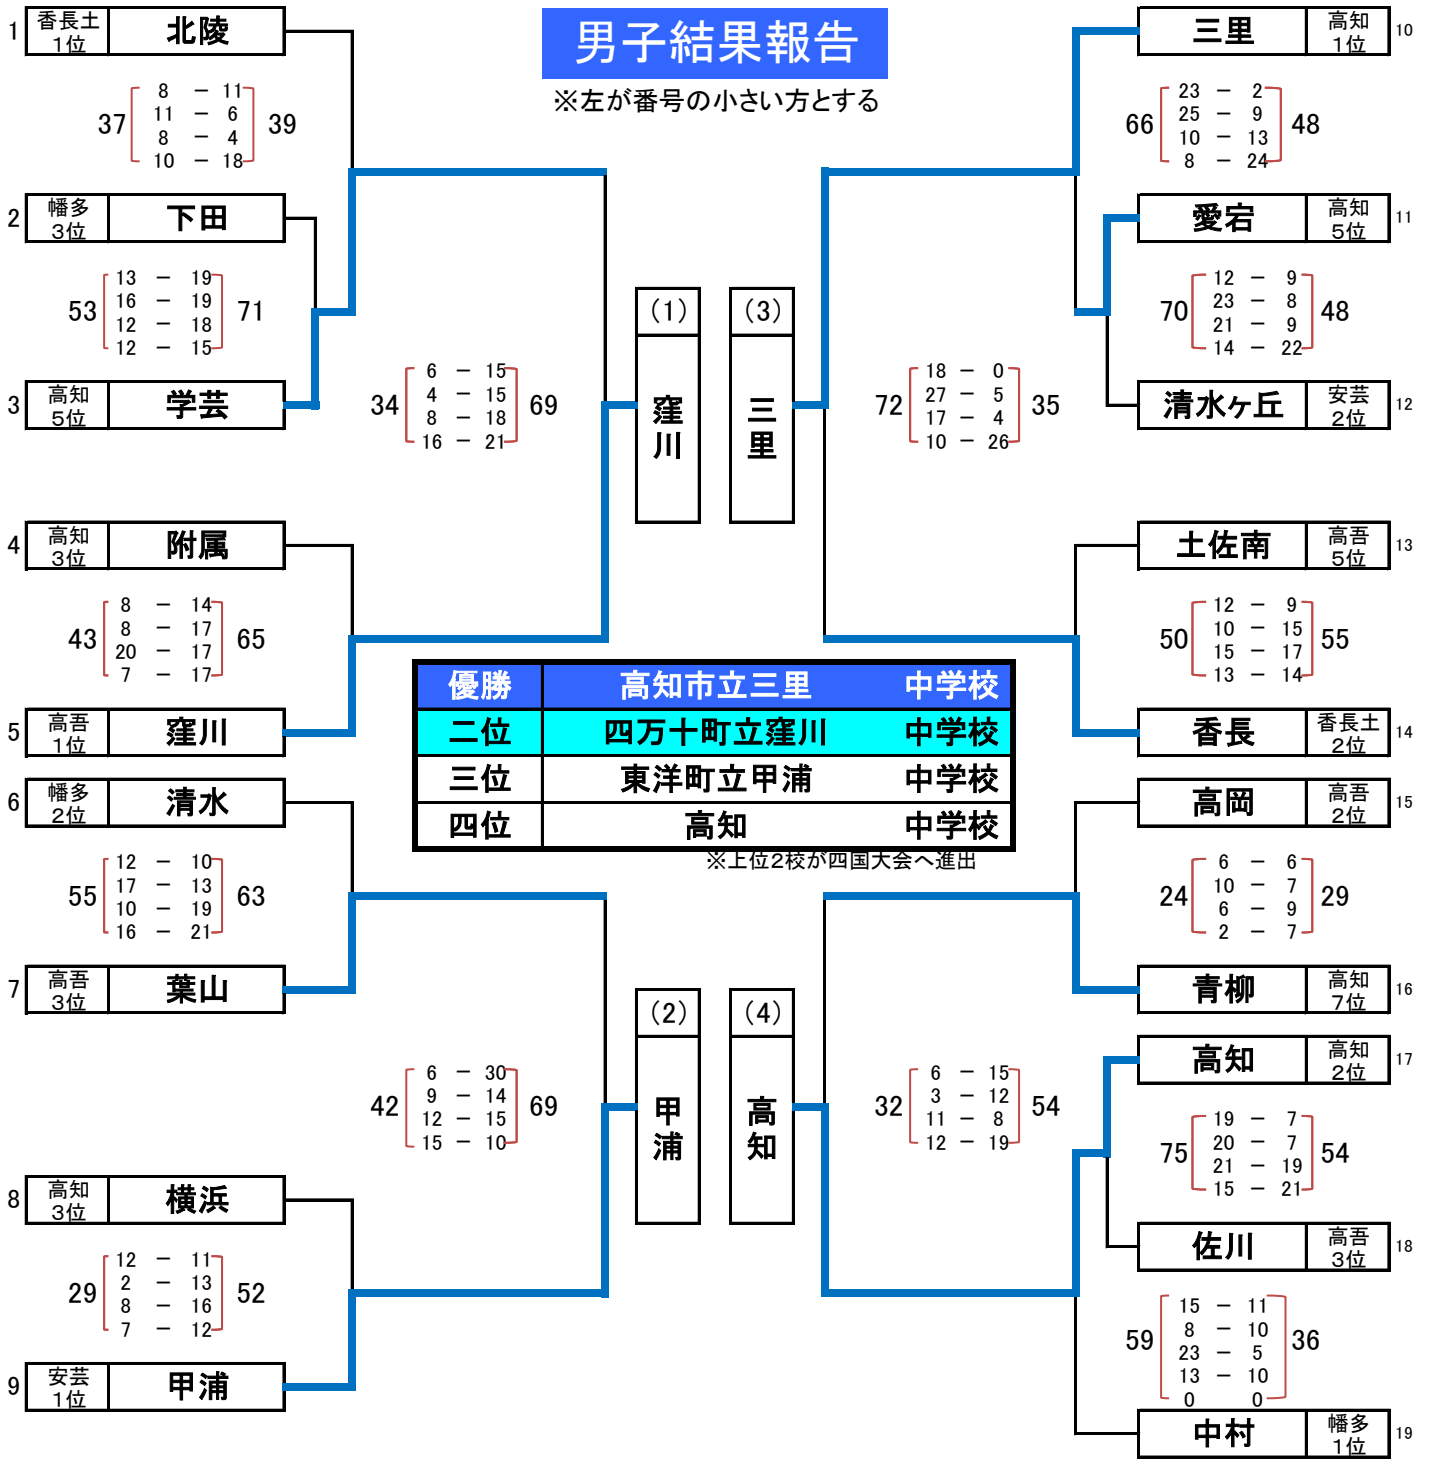 男子結果報告
※左が番号の小さい方とする
1 香長土 1位 北陵
37 39
8 － 11
11 － 6
8 － 4
10 － 18
2 幡多 3位 下田
53 71
13 － 19
16 － 19
12 － 18
12 － 15
3 高知 5位 学芸
34 69
6 － 15
4 － 15
8 － 18
16 － 21
4 高知 3位 附属
43 65
8 － 14
8 － 17
20 － 17
7 － 17
5 高吾 1位 窪川
6 幡多 2位 清水
55 63
12 － 10
17 － 13
10 － 19
16 － 21
7 高吾 3位 葉山
42 69
6 － 30
9 － 14
12 － 15
15 － 10
8 高知 3位 横浜
29 52
12 － 11
2 － 13
8 － 16
7 － 12
9 安芸 1位 甲浦
(1) 窪川
(3) 三里
(2) 甲浦
(4) 高知
優勝 高知市立三里 中学校
二位 四万十町立窪川 中学校
三位 東洋町立甲浦 中学校
四位 高知 中学校
※上位2校が四国大会へ進出
三里 高知 1位 10
66 48
23 － 2
25 － 9
10 － 13
8 － 24
愛宕 高知 5位 11
70 48
12 － 9
23 － 8
21 － 9
14 － 22
清水ヶ丘 安芸 2位 12
72 35
18 － 0
27 － 5
17 － 4
10 － 26
土佐南 高吾 5位 13
50 55
12 － 9
10 － 15
15 － 17
13 － 14
香長 香長土 2位 14
高岡 高吾 2位 15
24 29
6 － 6
10 － 7
6 － 9
2 － 7
青柳 高知 7位 16
32 54
6 － 15
3 － 12
11 － 8
12 － 19
高知 高知 2位 17
75 54
19 － 7
20 － 7
21 － 19
15 － 21
佐川 高吾 3位 18
59 36
15 － 11
8 － 10
23 － 5
13 － 10
0 0
中村 幡多 1位 19